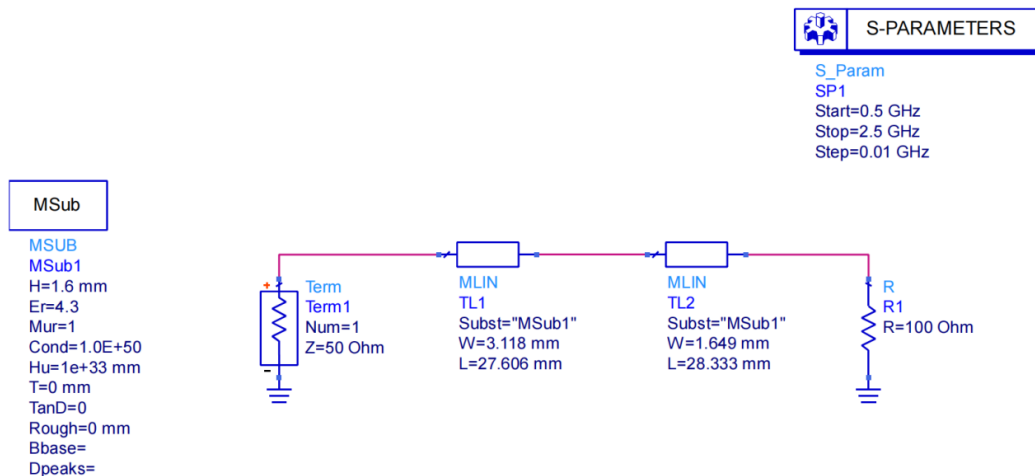 S-PARAMETERS
S_Param
SP1
Start=0.5 GHz
Stop=2.5 GHz
Step=0.01 GHz
MSub
MSUB
MSub1
H=1.6 mm
Er=4.3
Mur=1
Cond=1.0E+50
Hu=1e+33 mm
T=0 mm
TanD=0
Rough=0 mm
Bbase=
Dpeaks=
+
Term
Term1
Num=1
Z=50 Ohm
-
MLIN
TL1
Subst="MSub1"
W=3.118 mm
L=27.606 mm
MLIN
TL2
Subst="MSub1"
W=1.649 mm
L=28.333 mm
R
R1
R=100 Ohm